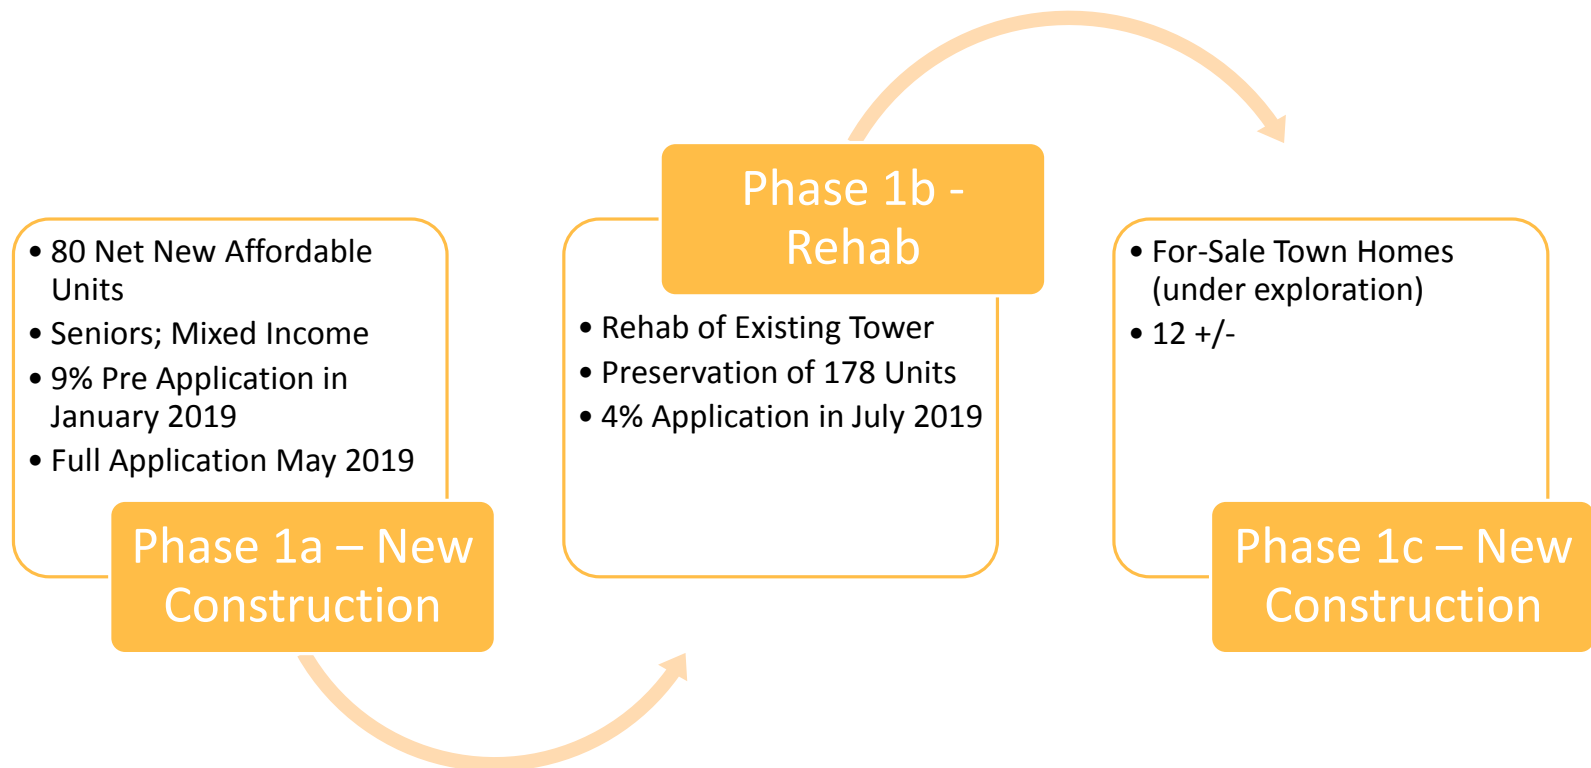 • 80 Net New Affordable
Units
• Seniors; Mixed Income
• 9% Pre Application in
January 2019
• Full Application May 2019
Phase 1a – New
Construction
Phase 1b -
Rehab
• Rehab of Existing Tower
• Preservation of 178 Units
• 4% Application in July 2019
• For-Sale Town Homes
(under exploration)
• 12 +/-
Phase 1c – New
Construction